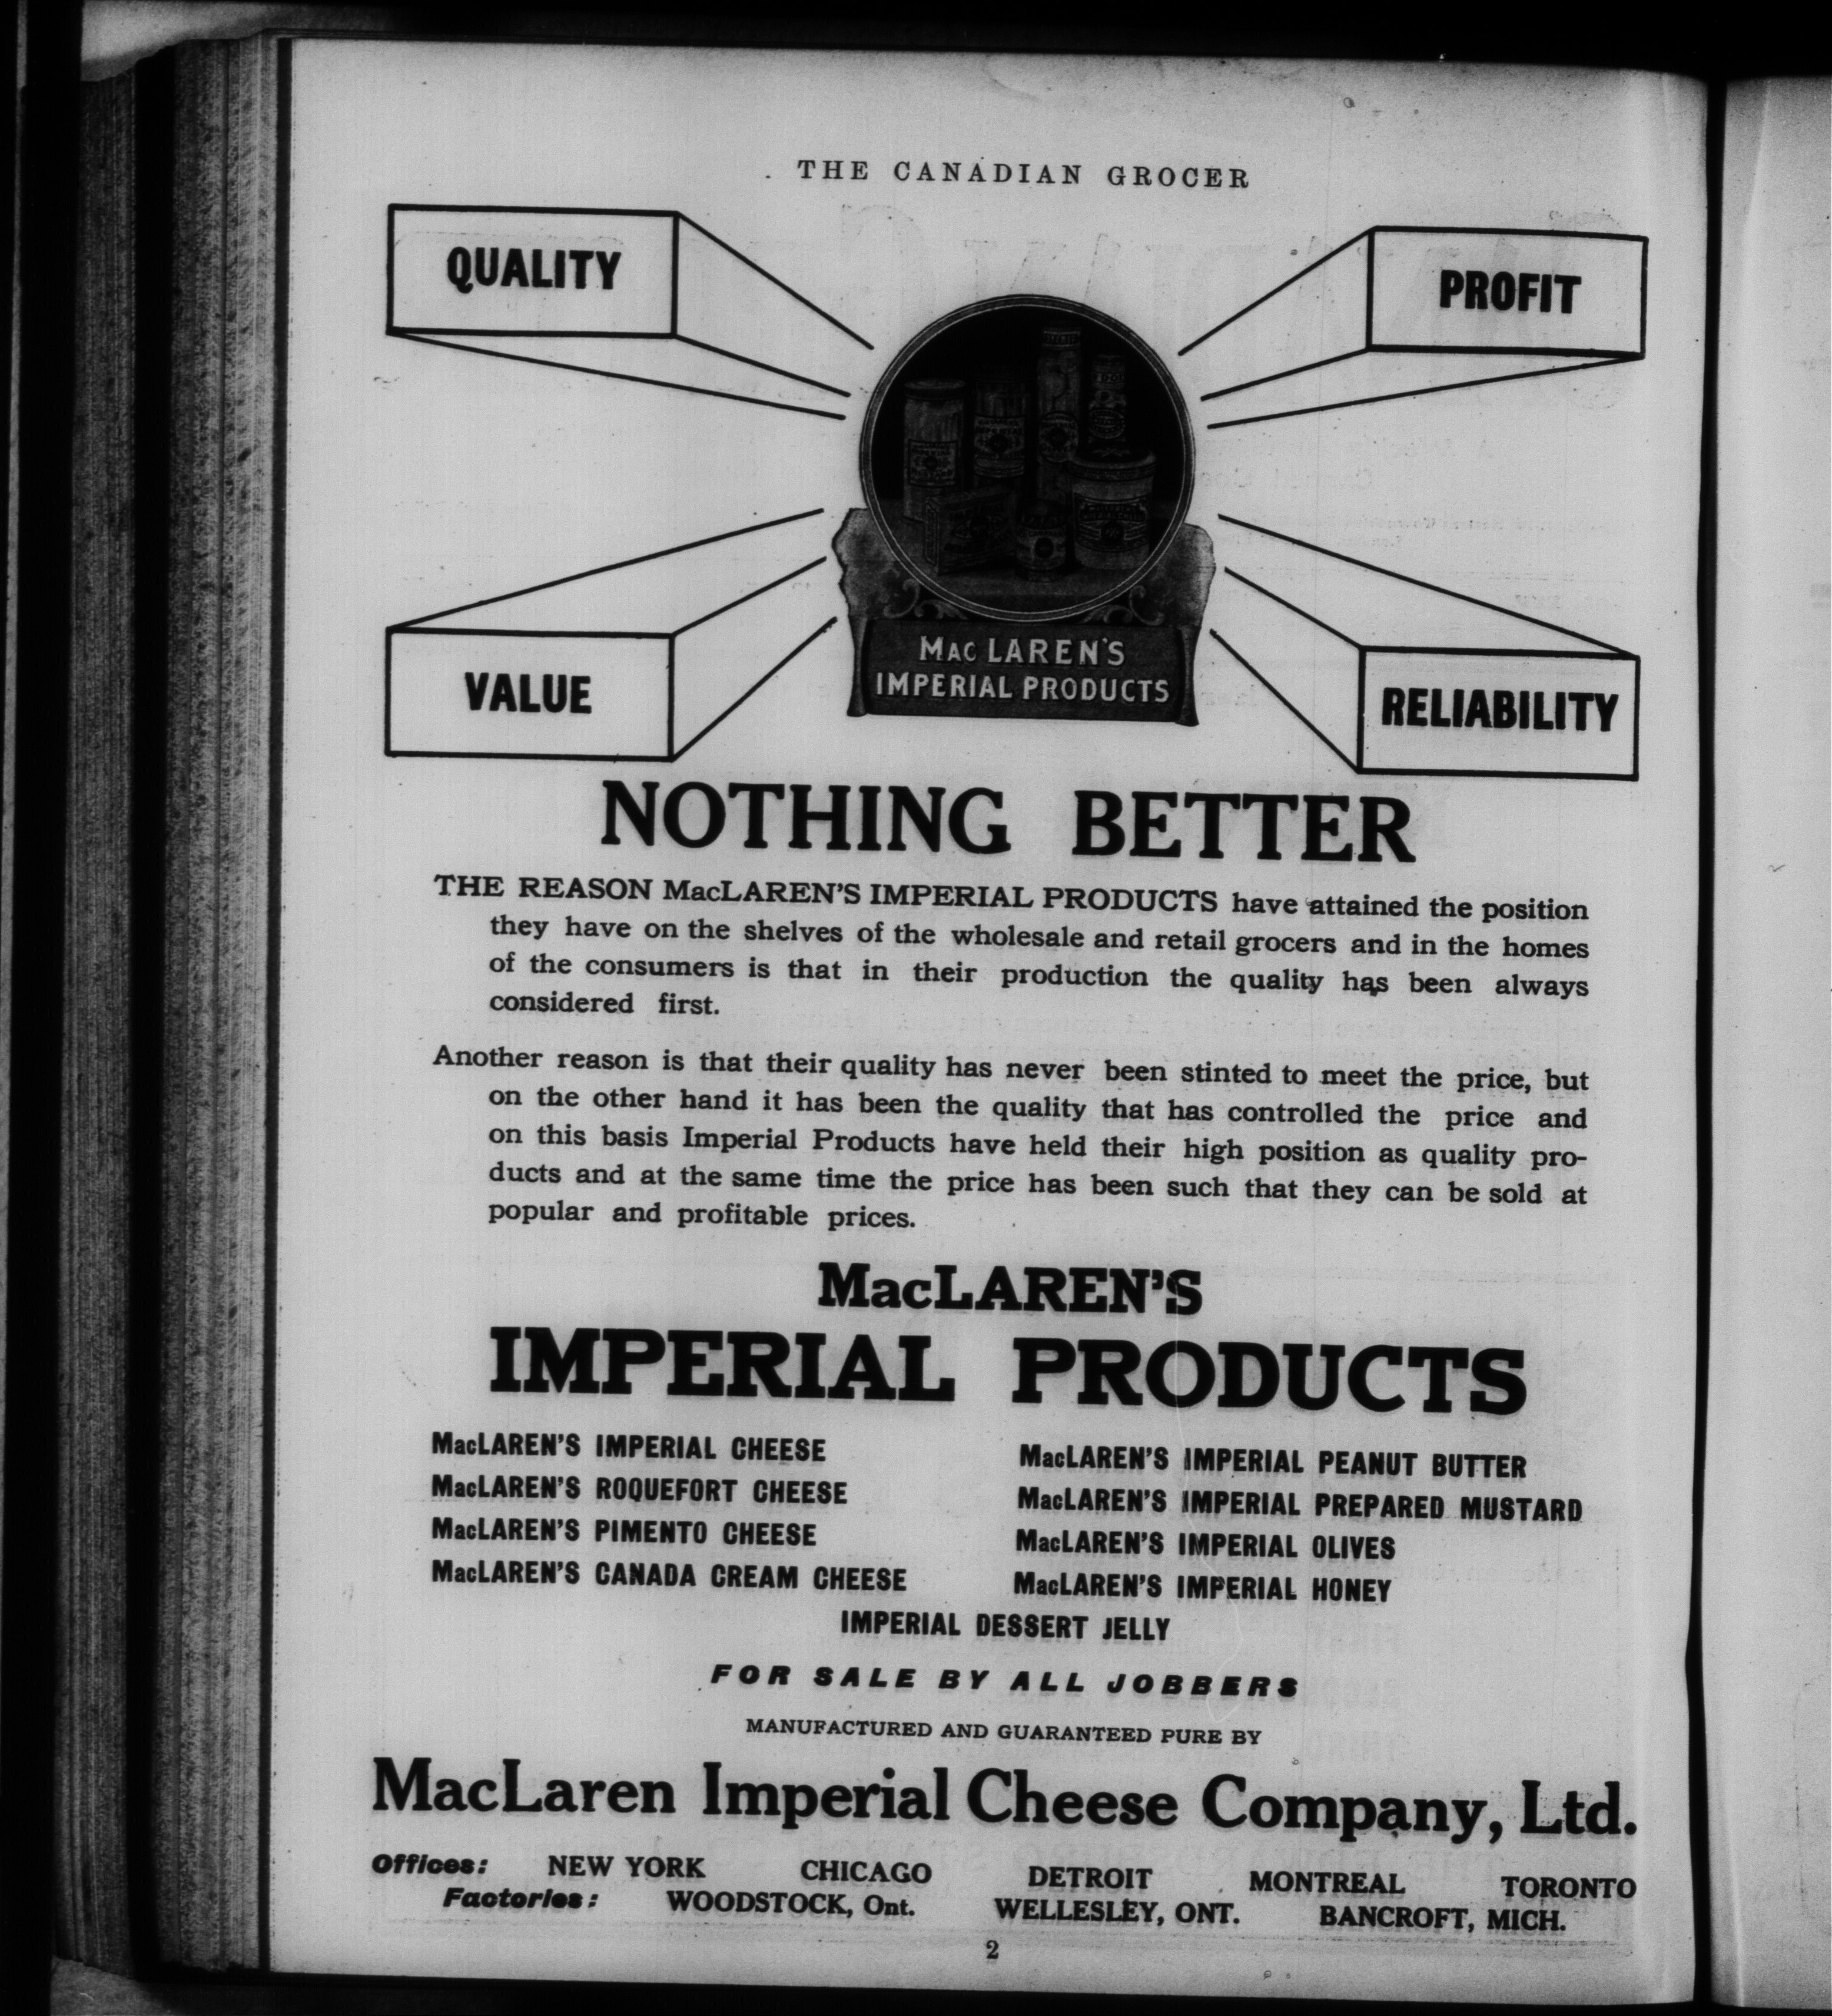 THE CANADIAN GROCER
QUALITY
PROFIT
VALUE
RELIABILITY
MAC LAREN'S
IMPERIAL PRODUCTS
NOTHING BETTER
THE REASON MacLAREN'S IMPERIAL PRODUCTS have attained the position
they have on the shelves of the wholesale and retail grocers and in the homes
of the consumers is that in their production the quality has been always
considered first.
Another reason is that their quality has never been stinted to meet the price, but
on the other hand it has been the quality that has controlled the price and
on this basis Imperial Products have held their high position as quality pro-
ducts and at the same time the price has been such that they can be sold at
popular and profitable prices.
MacLAREN'S
IMPERIAL PRODUCTS
MacLAREN'S IMPERIAL CHEESE
MacLAREN'S ROQUEFORT CHEESE
MacLAREN'S PIMENTO CHEESE
MacLAREN'S CANADA CREAM CHEESE
MacLAREN'S IMPERIAL PEANUT BUTTER
MacLAREN'S IMPERIAL PREPARED MUSTARD
MacLAREN'S IMPERIAL OLIVES
MacLAREN'S IMPERIAL HONEY
IMPERIAL DESSERT JELLY
FOR SALE BY ALL JOBBERS
MANUFACTURED AND GUARANTEED PURE BY
MacLaren Imperial Cheese Company, Ltd.
Offices: NEW YORK CHICAGO DETROIT MONTREAL TORONTO
Factories: WOODSTOCK, Ont. WELLESLEY, ONT. BANCROFT, MICH.
2